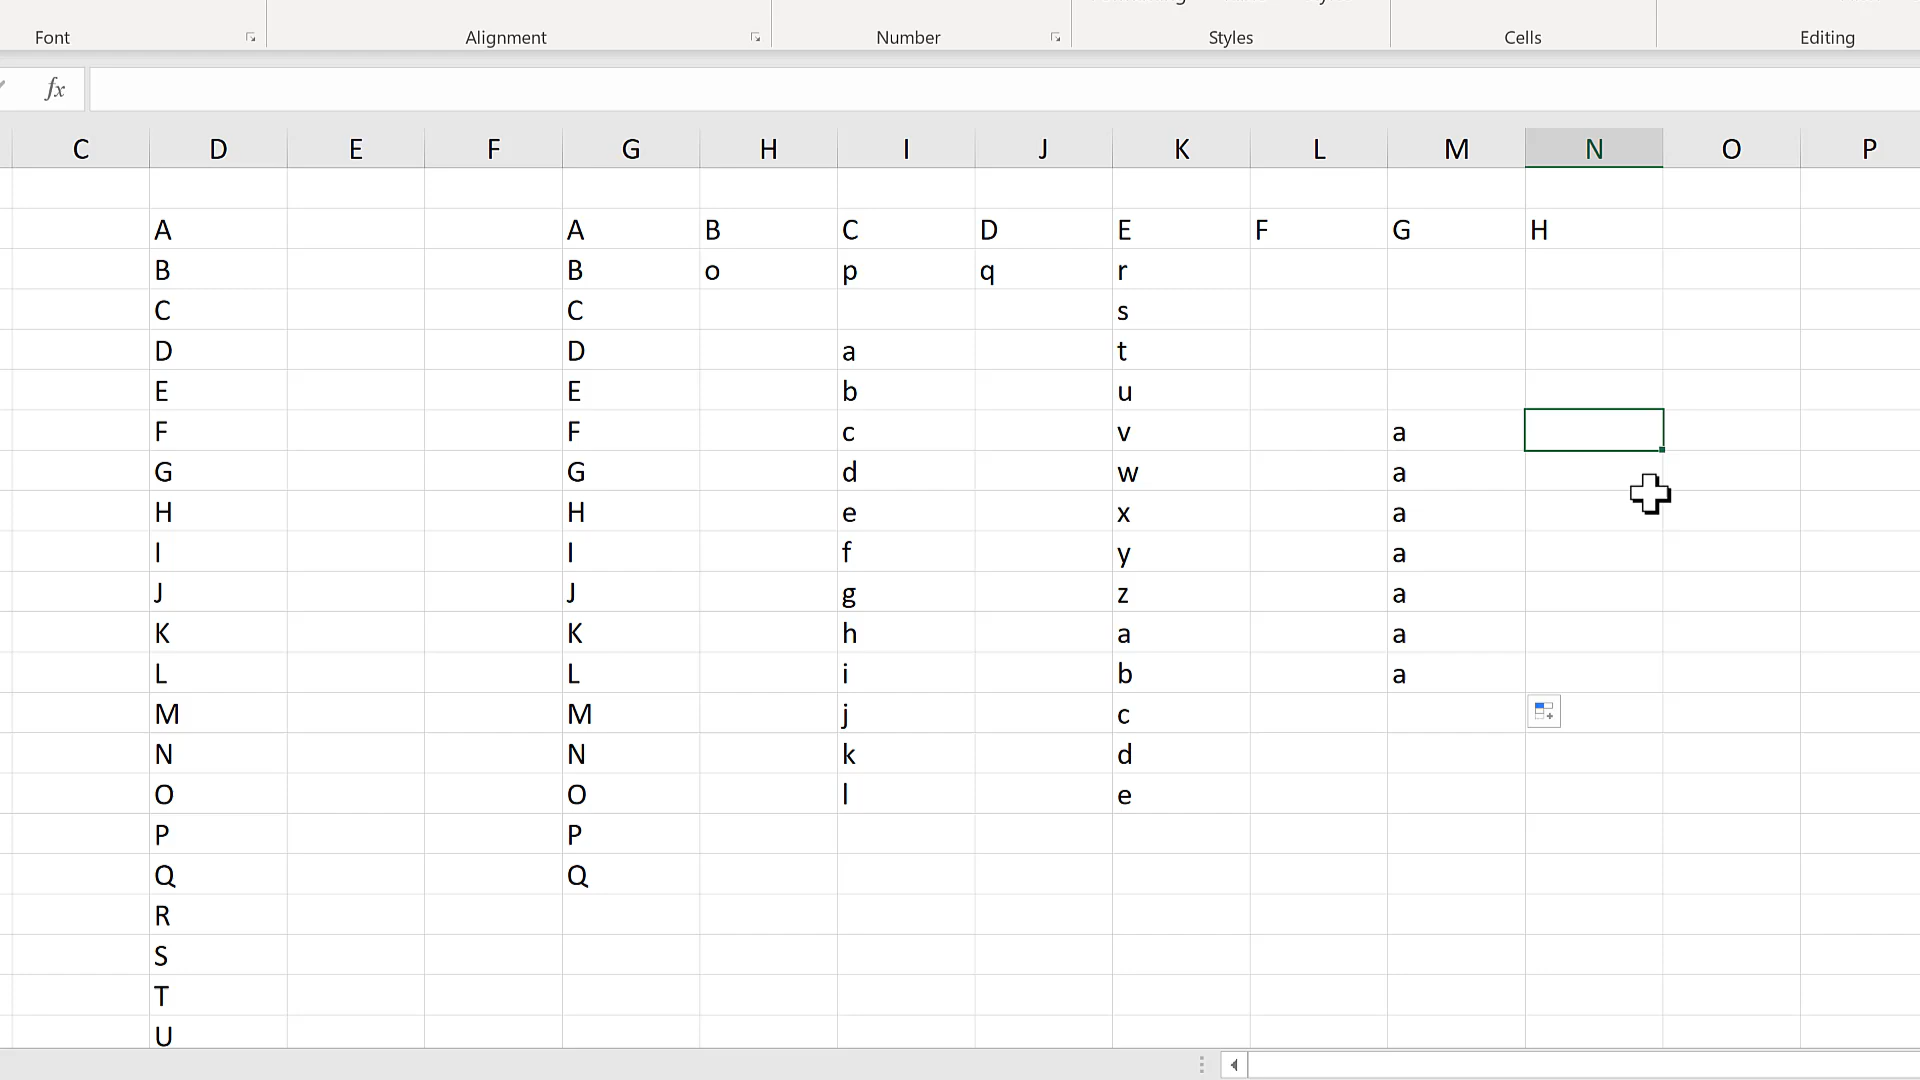 Font Alignment Number Styles Cells Editing
fx
C D E F G H I J K L M N O P
A A B C D E F G H
B B o p q r
C C s
D D a t
E E b u
F F c v a
G G d w a
H H e x a
I I f y a
J J g z a
K K h a a
L L i b a
M M j c
N N k d
O O l e
P P
Q Q
R
S
T
U